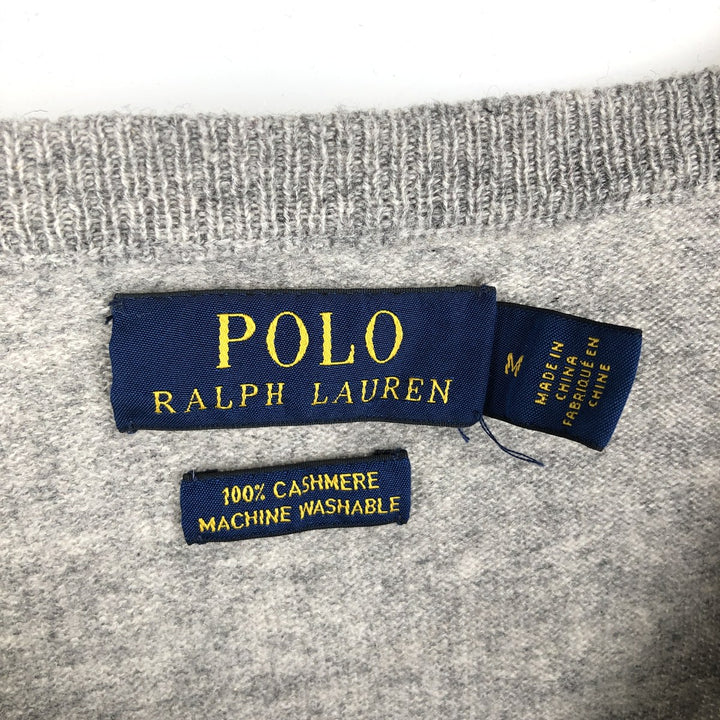 POLO
RALPH LAUREN
M
MADE IN
CHINA
FABRIQUÉ EN
CHINE
100% CASHMERE
MACHINE WASHABLE